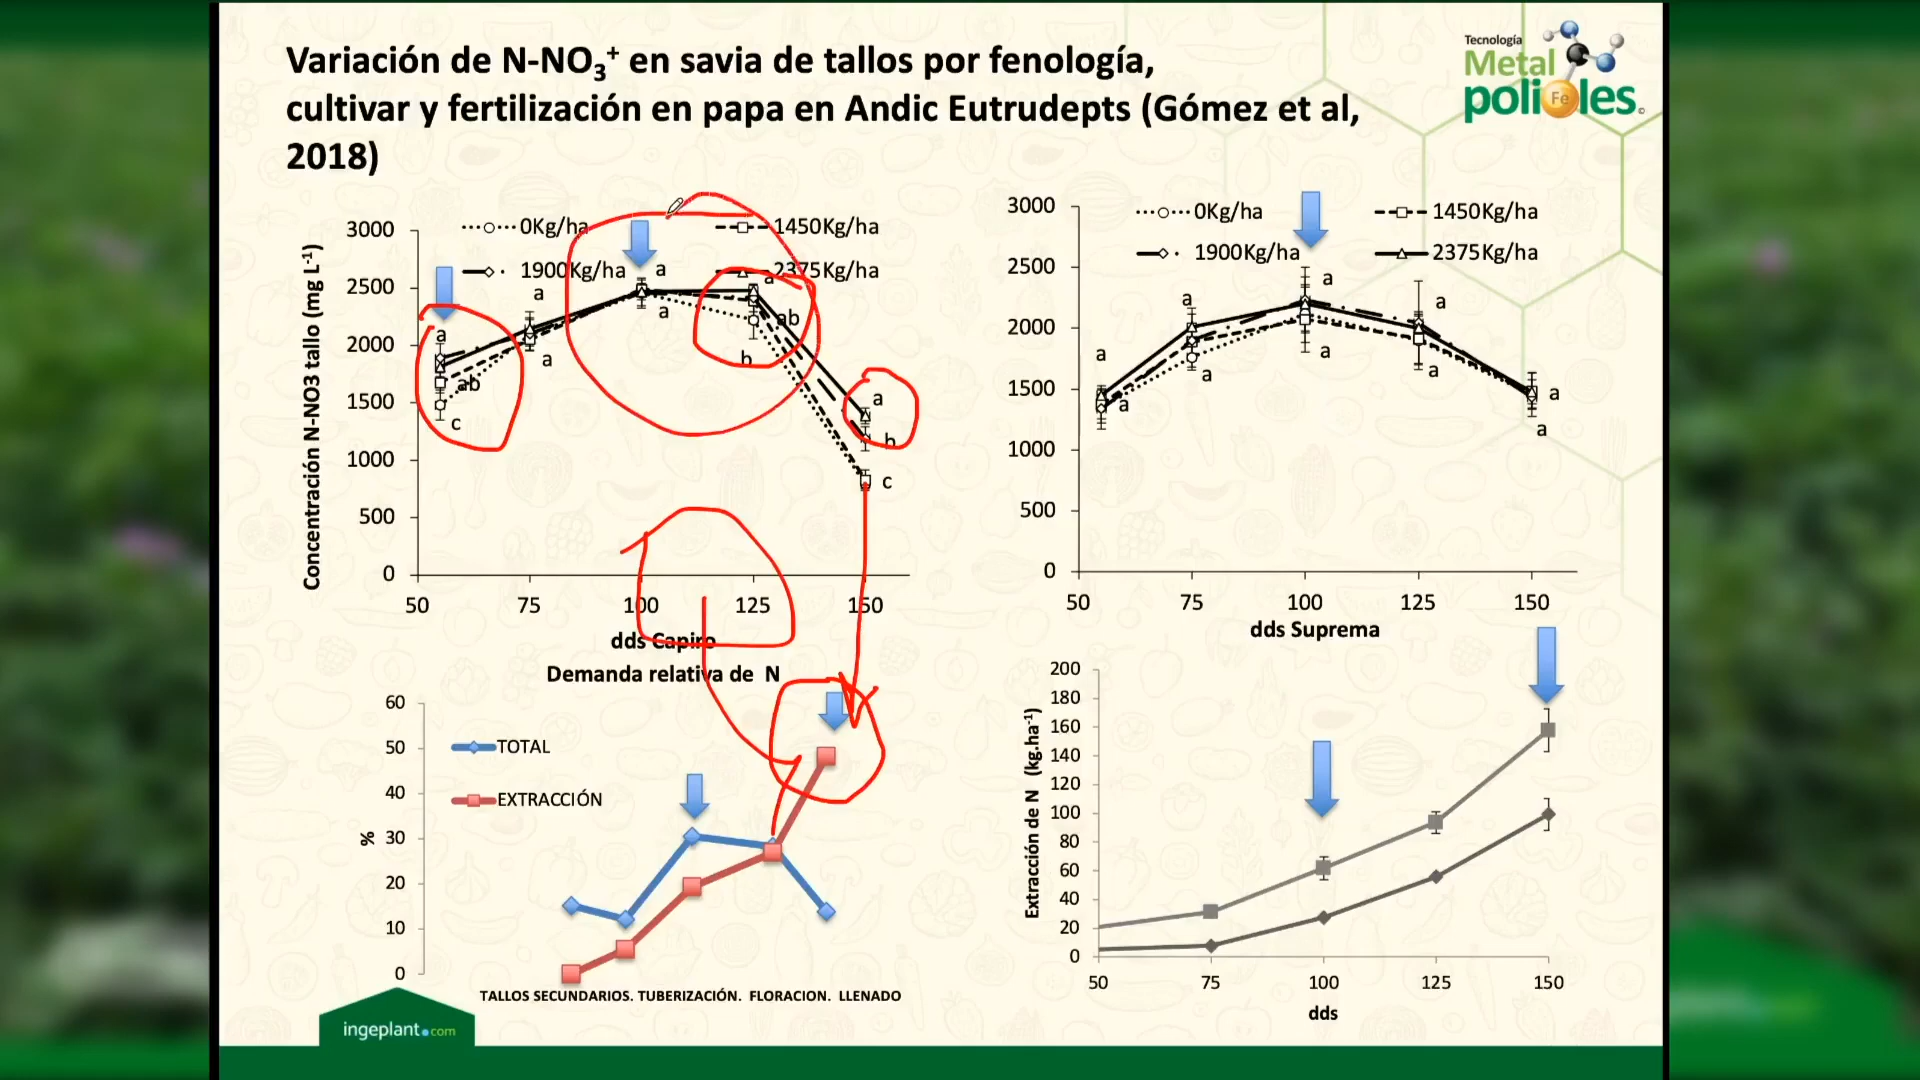 Variación de N-NO3+ en savia de tallos por fenología,
cultivar y fertilización en papa en Andic Eutrudepts (Gómez et al,
2018)
Tecnología
Metal
polifeoles
0Kg/ha
1450Kg/ha
1900Kg/ha
2375Kg/ha
Concentración N-NO3 tallo (mg L-1)
3000
2500
2000
1500
1000
500
0
a
ab
c
a
a
a
a
a
ab
b
a
b
c
50 75 100 125 150
dds Capiro
0Kg/ha
1450Kg/ha
1900Kg/ha
2375Kg/ha
3000
2500
2000
1500
1000
500
0
a
a
a
a
a
a
a
a
a
a
50 75 100 125 150
dds Suprema
Demanda relativa de N
%
60
50
40
30
20
10
0
TOTAL
EXTRACCIÓN
TALLOS SECUNDARIOS. TUBERIZACIÓN. FLORACION. LLENADO
Extracción de N (kg.ha-1)
200
180
160
140
120
100
80
60
40
20
0
50 75 100 125 150
dds
ingeplant.com